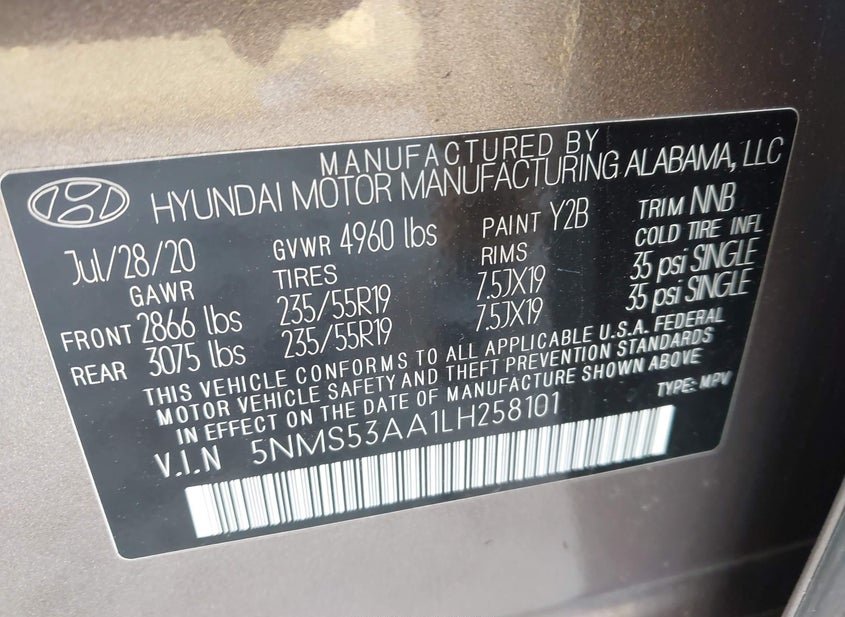 MANUFACTURED BY
HYUNDAI MOTOR MANUFACTURING ALABAMA, LLC
Jul/28/20 GVWR 4960 lbs PAINT Y2B TRIM NNB
GAWR TIRES RIMS COLD TIRE INFL
FRONT 2866 lbs 235/55R19 7.5JX19 35 psi SINGLE
REAR 3075 lbs 235/55R19 7.5JX19 35 psi SINGLE
THIS VEHICLE CONFORMS TO ALL APPLICABLE U.S.A. FEDERAL
MOTOR VEHICLE SAFETY AND THEFT PREVENTION STANDARDS
IN EFFECT ON THE DATE OF MANUFACTURE SHOWN ABOVE
V.I.N 5NMS53AA1LH258101 TYPE: MPV